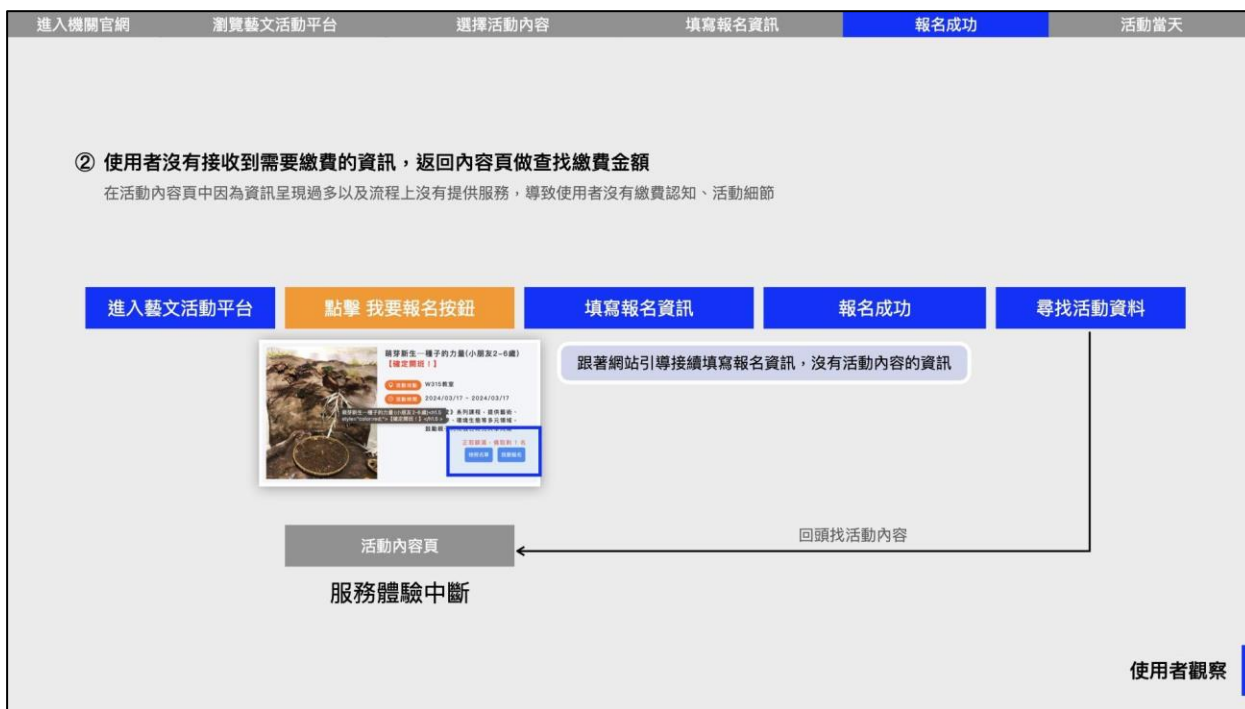 進入機關官網
瀏覽藝文活動平台
選擇活動內容
填寫報名資訊
報名成功
活動當天
② 使用者沒有接收到需要繳費的資訊，返回內容頁做查找繳費金額
在活動內容頁中因為資訊呈現過多以及流程上沒有提供服務，導致使用者沒有繳費認知、活動細節
進入藝文活動平台
點擊 我要報名按鈕
填寫報名資訊
報名成功
尋找活動資料
萌芽新生─種子的力量(小朋友2-6歲)
【確定開班！】
W315教室
2024/03/17 ~ 2024/03/17
跟著網站引導接續填寫報名資訊，沒有活動內容的資訊
回頭找活動內容
活動內容頁
服務體驗中斷
使用者觀察